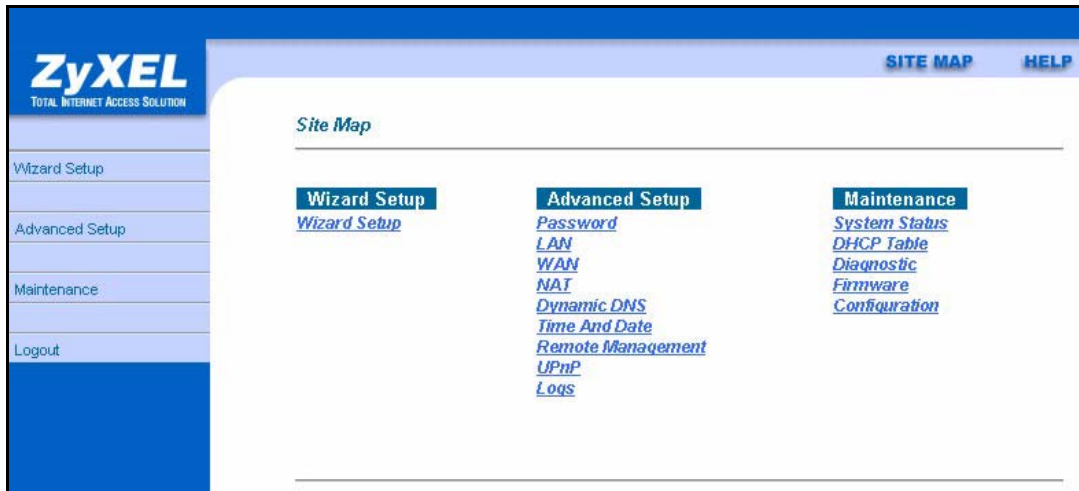 ZyXEL
TOTAL INTERNET ACCESS SOLUTION
SITE MAP
HELP
Wizard Setup
Advanced Setup
Maintenance
Logout
Site Map
Wizard Setup
Wizard Setup
Advanced Setup
Password
LAN
WAN
NAT
Dynamic DNS
Time And Date
Remote Management
UPnP
Logs
Maintenance
System Status
DHCP Table
Diagnostic
Firmware
Configuration